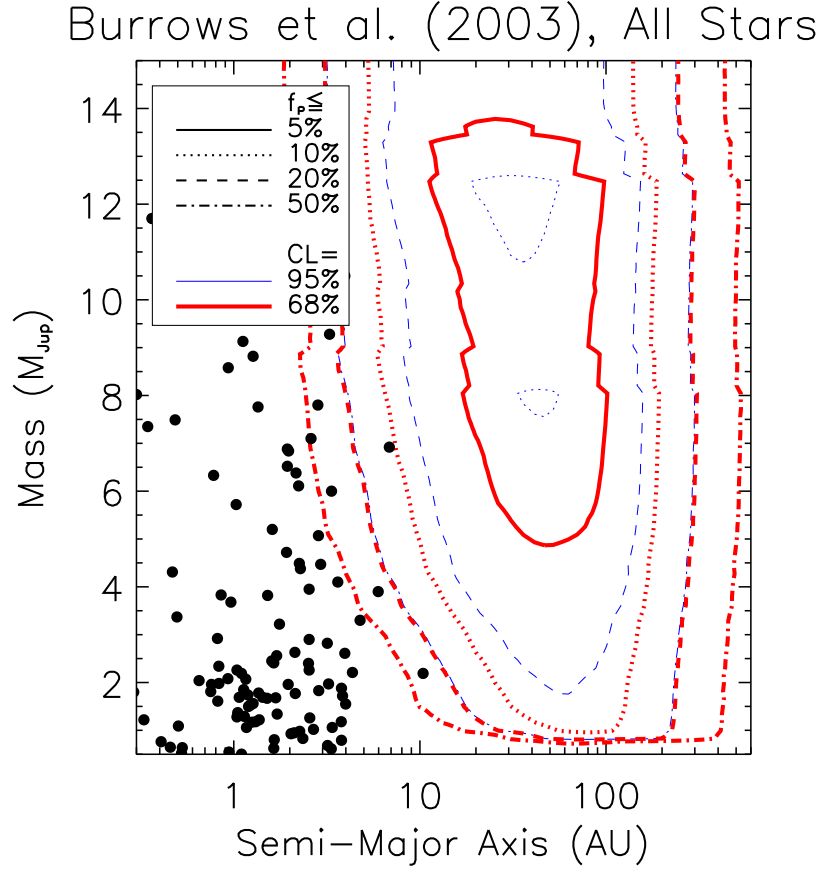 Burrows et al. (2003), All Stars
14
12
10
8
6
4
2
Mass (M_Jup)
f_P ≦
5%
10%
20%
50%
CL=
95%
68%
1 10 100
Semi-Major Axis (AU)